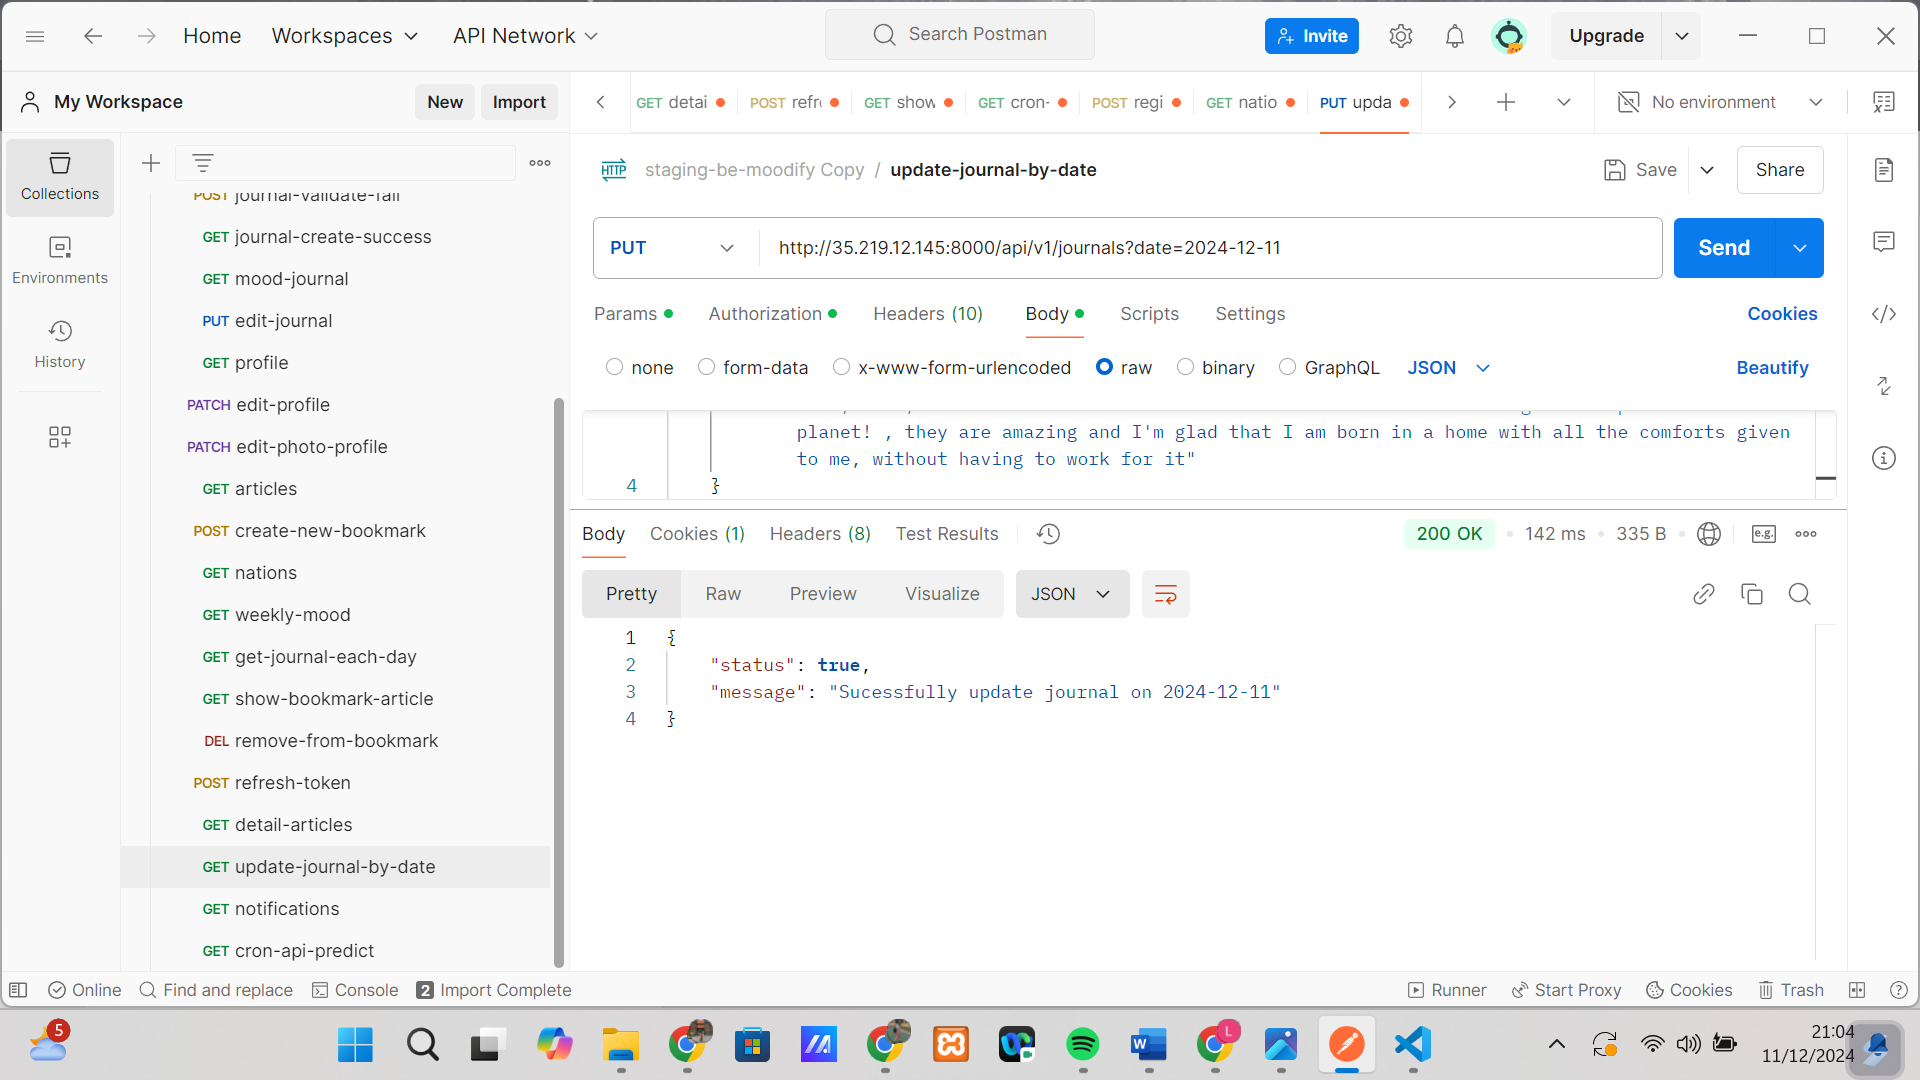 Home
Workspaces
API Network
Search Postman
Invite
Upgrade
My Workspace
New
Import
GET detai
POST refr
GET show
GET cron-
POST regi
GET natio
PUT upda
No environment
Collections
Environments
History
POST journal-validate-fail
GET journal-create-success
GET mood-journal
PUT edit-journal
GET profile
PATCH edit-profile
PATCH edit-photo-profile
GET articles
POST create-new-bookmark
GET nations
GET weekly-mood
GET get-journal-each-day
GET show-bookmark-article
DEL remove-from-bookmark
POST refresh-token
GET detail-articles
GET update-journal-by-date
GET notifications
GET cron-api-predict
HTTP staging-be-moodify Copy / update-journal-by-date
Save
Share
PUT
http://35.219.12.145:8000/api/v1/journals?date=2024-12-11
Send
Params
Authorization
Headers (10)
Body
Scripts
Settings
Cookies
none
form-data
x-www-form-urlencoded
raw
binary
GraphQL
JSON
Beautify
planet! , they are amazing and I'm glad that I am born in a home with all the comforts given
to me, without having to work for it"
4 }
Body
Cookies (1)
Headers (8)
Test Results
200 OK
142 ms
335 B
e.g.
Pretty
Raw
Preview
Visualize
JSON
1 {
2 "status": true,
3 "message": "Sucessfully update journal on 2024-12-11"
4 }
Online
Find and replace
Console
2 Import Complete
Runner
Start Proxy
Cookies
Trash
5
L
21:04
11/12/2024